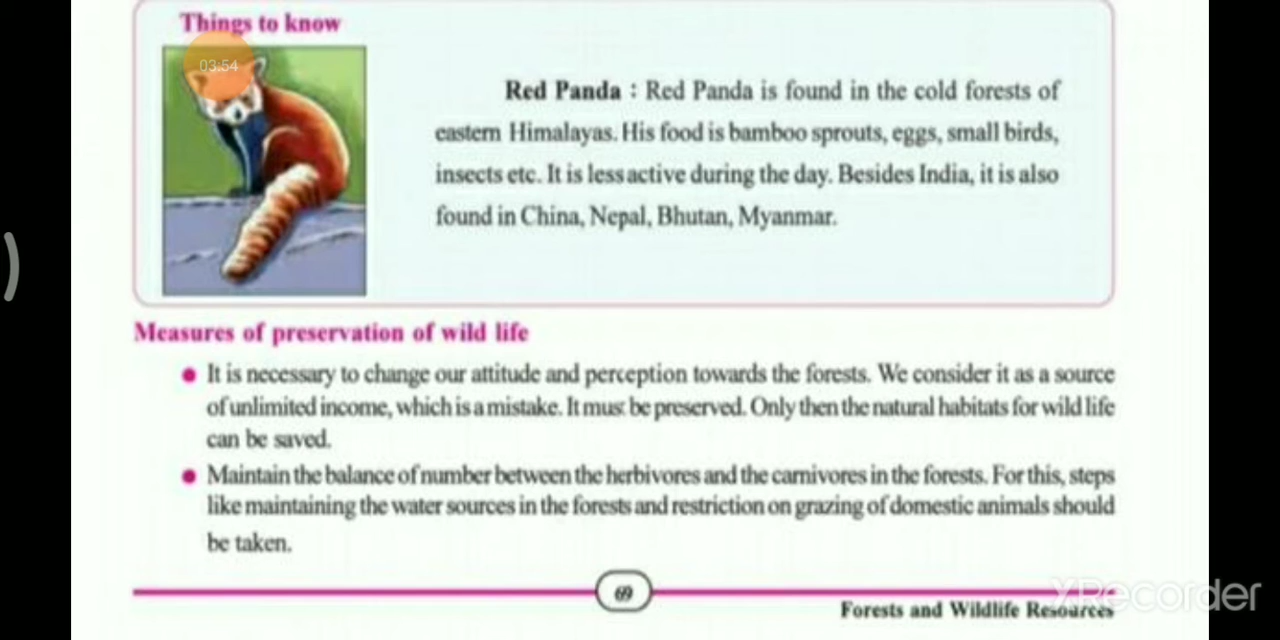 Things to know
03:54
Red Panda : Red Panda is found in the cold forests of
eastern Himalayas. His food is bamboo sprouts, eggs, small birds,
insects etc. It is less active during the day. Besides India, it is also
found in China, Nepal, Bhutan, Myanmar.
Measures of preservation of wild life
● It is necessary to change our attitude and perception towards the forests. We consider it as a source
of unlimited income, which is a mistake. It must be preserved. Only then the natural habitats for wild life
can be saved.
● Maintain the balance of number between the herbivores and the carnivores in the forests. For this, steps
like maintaining the water sources in the forests and restriction on grazing of domestic animals should
be taken.
69
Forests and Wildlife Resources
XRecorder